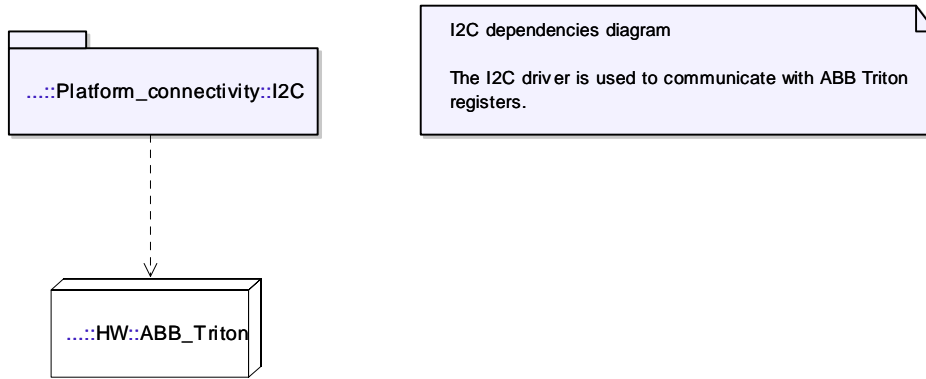 I2C dependencies diagram
The I2C driver is used to communicate with ABB Triton
registers.
...::Platform_connectivity::I2C
...::HW::ABB_Triton